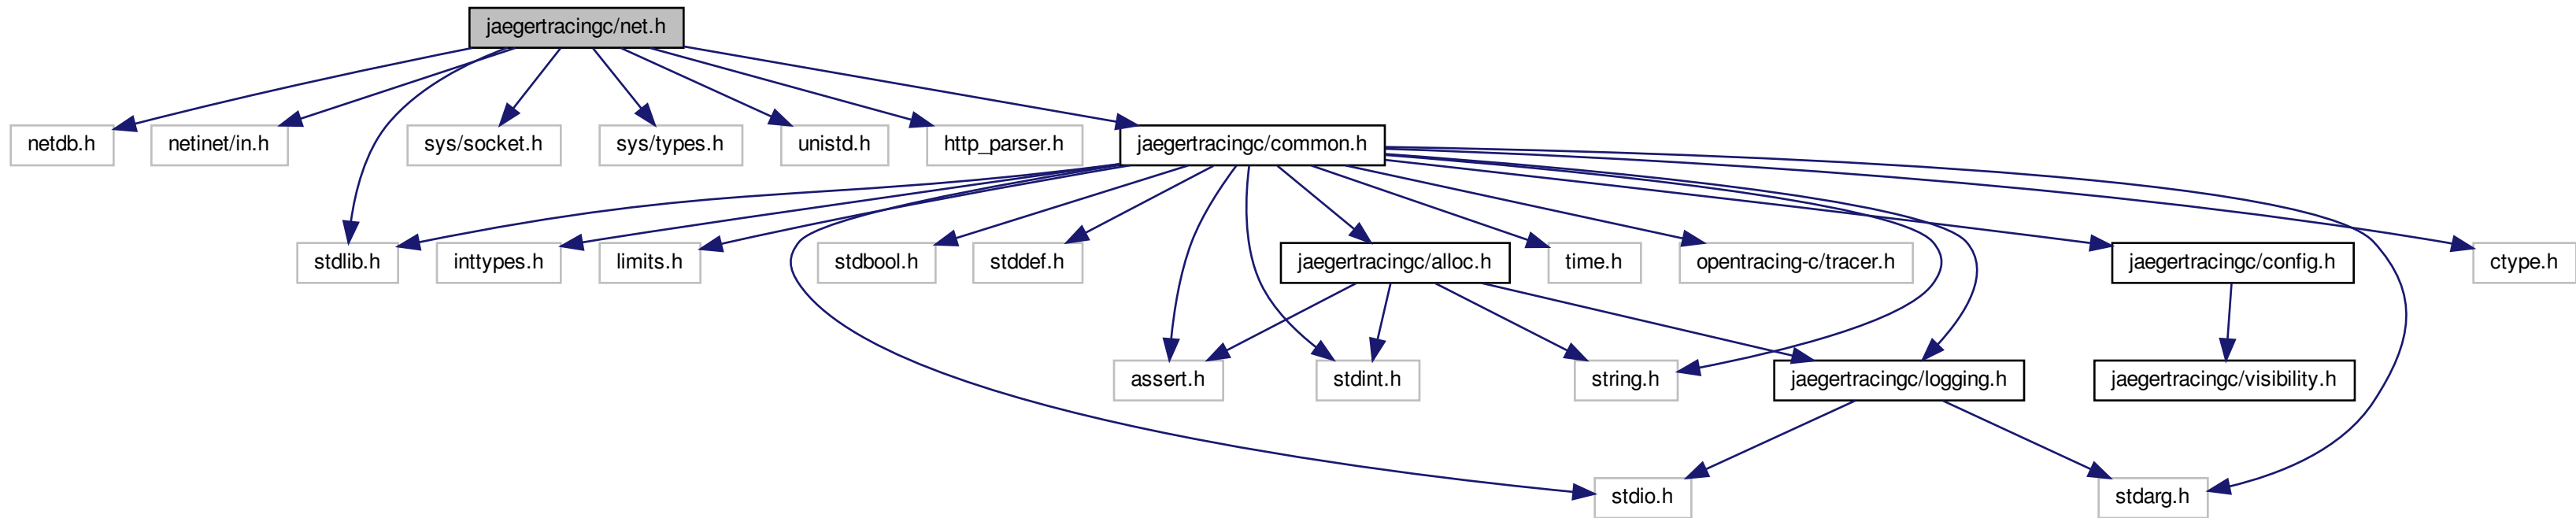 jaegertracingc/net.h
netdb.h
netinet/in.h
sys/socket.h
sys/types.h
unistd.h
http_parser.h
jaegertracingc/common.h
stdlib.h
inttypes.h
limits.h
stdbool.h
stddef.h
jaegertracingc/alloc.h
time.h
opentracing-c/tracer.h
jaegertracingc/config.h
ctype.h
assert.h
stdint.h
string.h
jaegertracingc/logging.h
jaegertracingc/visibility.h
stdio.h
stdarg.h